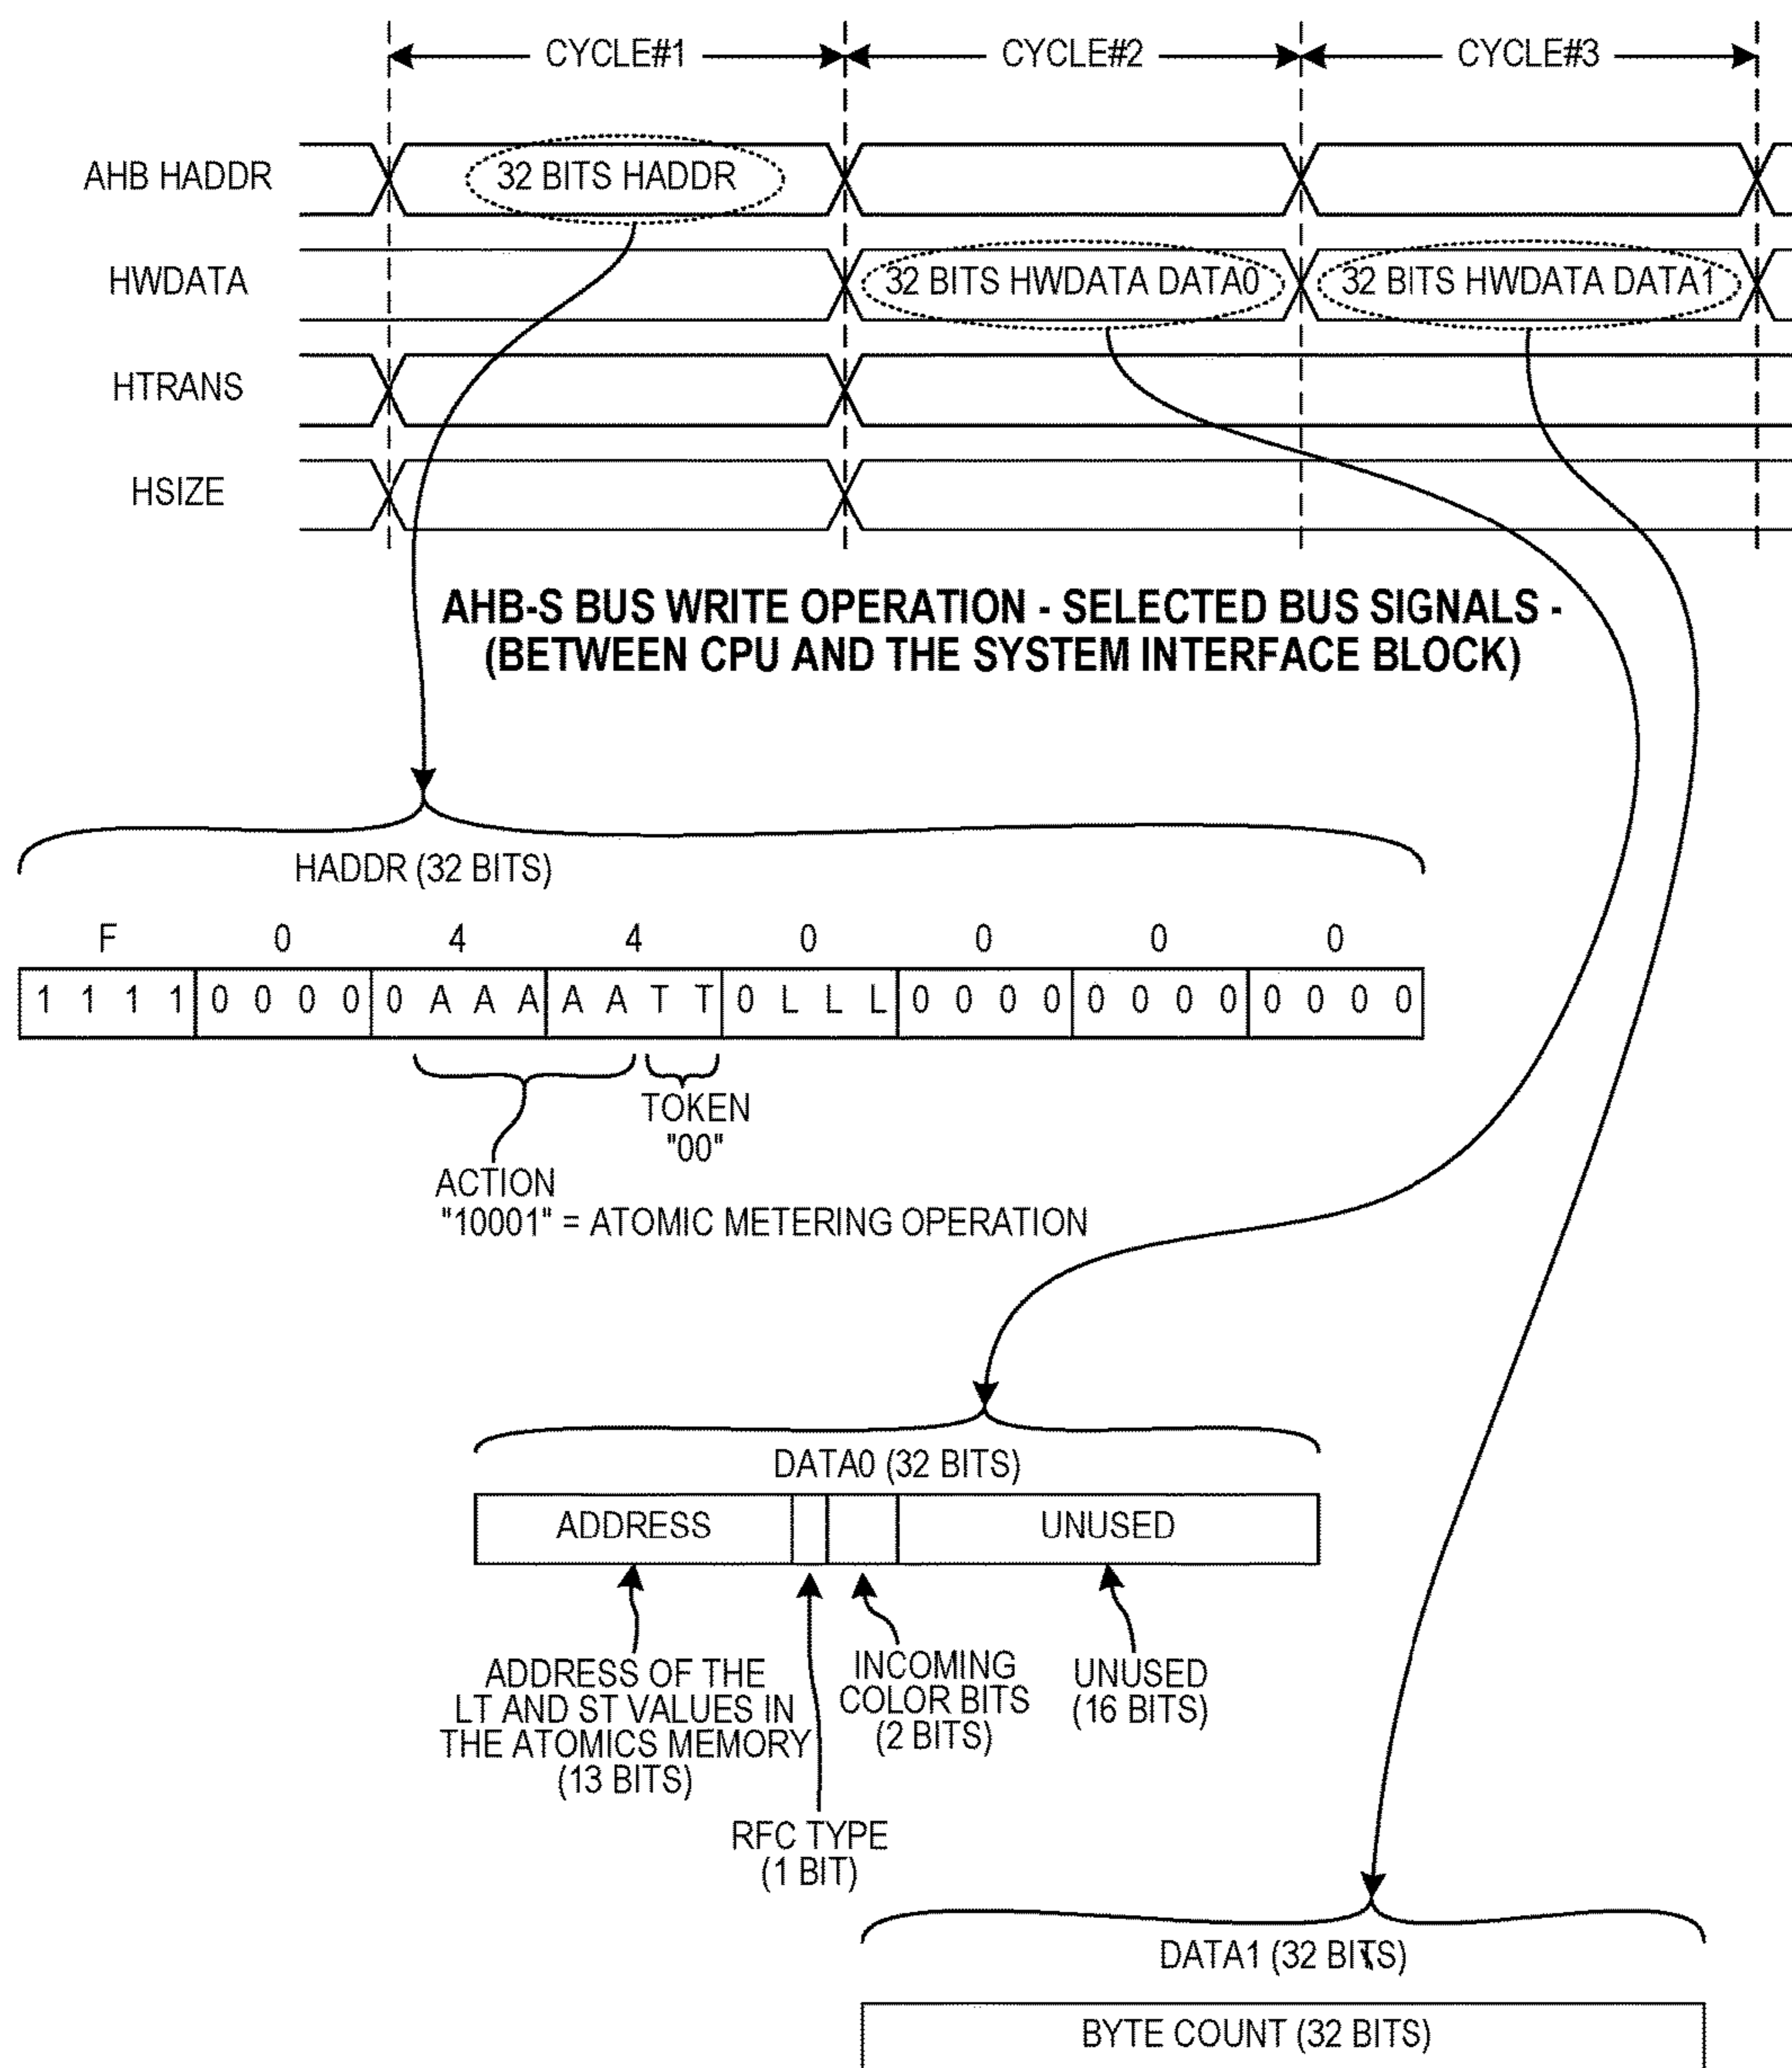 CYCLE#1 CYCLE#2 CYCLE#3
AHB HADDR 32 BITS HADDR
HWDATA 32 BITS HWDATA DATA0 32 BITS HWDATA DATA1
HTRANS
HSIZE
AHB-S BUS WRITE OPERATION - SELECTED BUS SIGNALS -
(BETWEEN CPU AND THE SYSTEM INTERFACE BLOCK)
HADDR (32 BITS)
F 0 4 4 0 0 0 0
1 1 1 1 0 0 0 0 0 A A A A A T T 0 L L L 0 0 0 0 0 0 0 0 0 0 0 0
TOKEN
"00"
ACTION
"10001" = ATOMIC METERING OPERATION
DATA0 (32 BITS)
ADDRESS UNUSED
ADDRESS OF THE
LT AND ST VALUES IN
THE ATOMICS MEMORY
(13 BITS)
INCOMING
COLOR BITS
(2 BITS)
UNUSED
(16 BITS)
RFC TYPE
(1 BIT)
DATA1 (32 BITS)
BYTE COUNT (32 BITS)